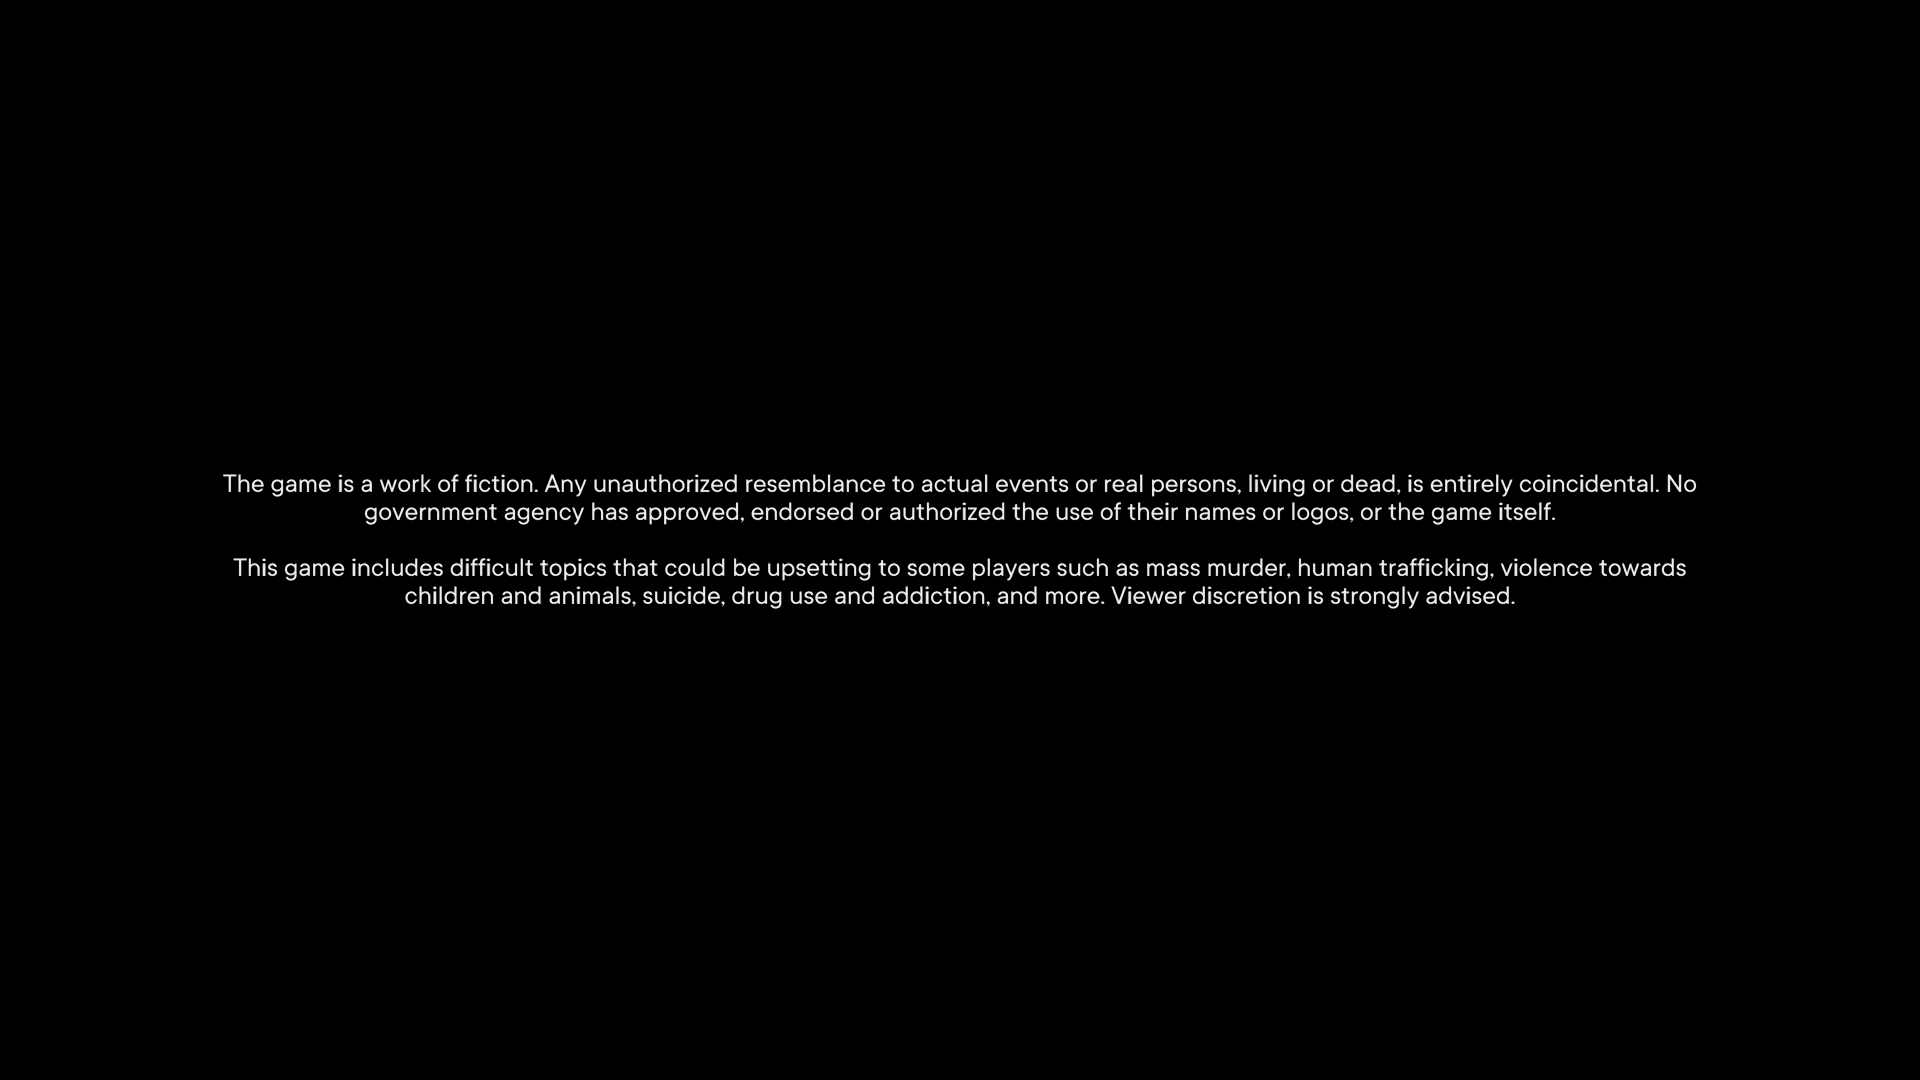 The game is a work of fiction. Any unauthorized resemblance to actual events or real persons, living or dead, is entirely coincidental. No
government agency has approved, endorsed or authorized the use of their names or logos, or the game itself.
This game includes difficult topics that could be upsetting to some players such as mass murder, human trafficking, violence towards
children and animals, suicide, drug use and addiction, and more. Viewer discretion is strongly advised.